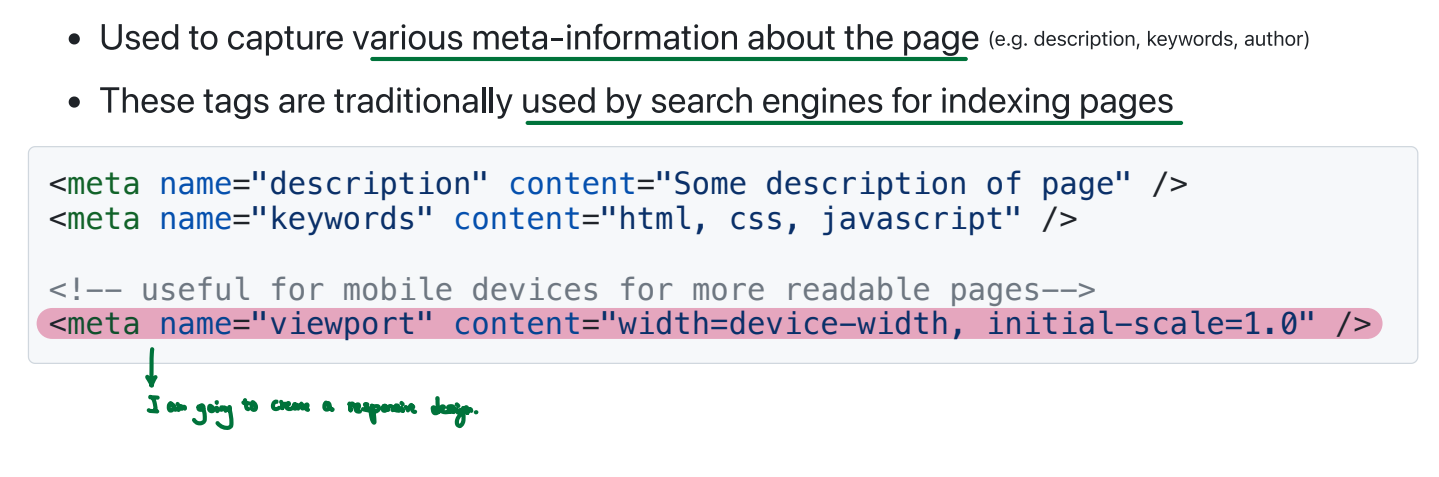 • Used to capture various meta-information about the page (e.g. description, keywords, author)
• These tags are traditionally used by search engines for indexing pages
<meta name="description" content="Some description of page" />
<meta name="keywords" content="html, css, javascript" />
<!-- useful for mobile devices for more readable pages-->
<meta name="viewport" content="width=device-width, initial-scale=1.0" />
I am going to create a responsive design.